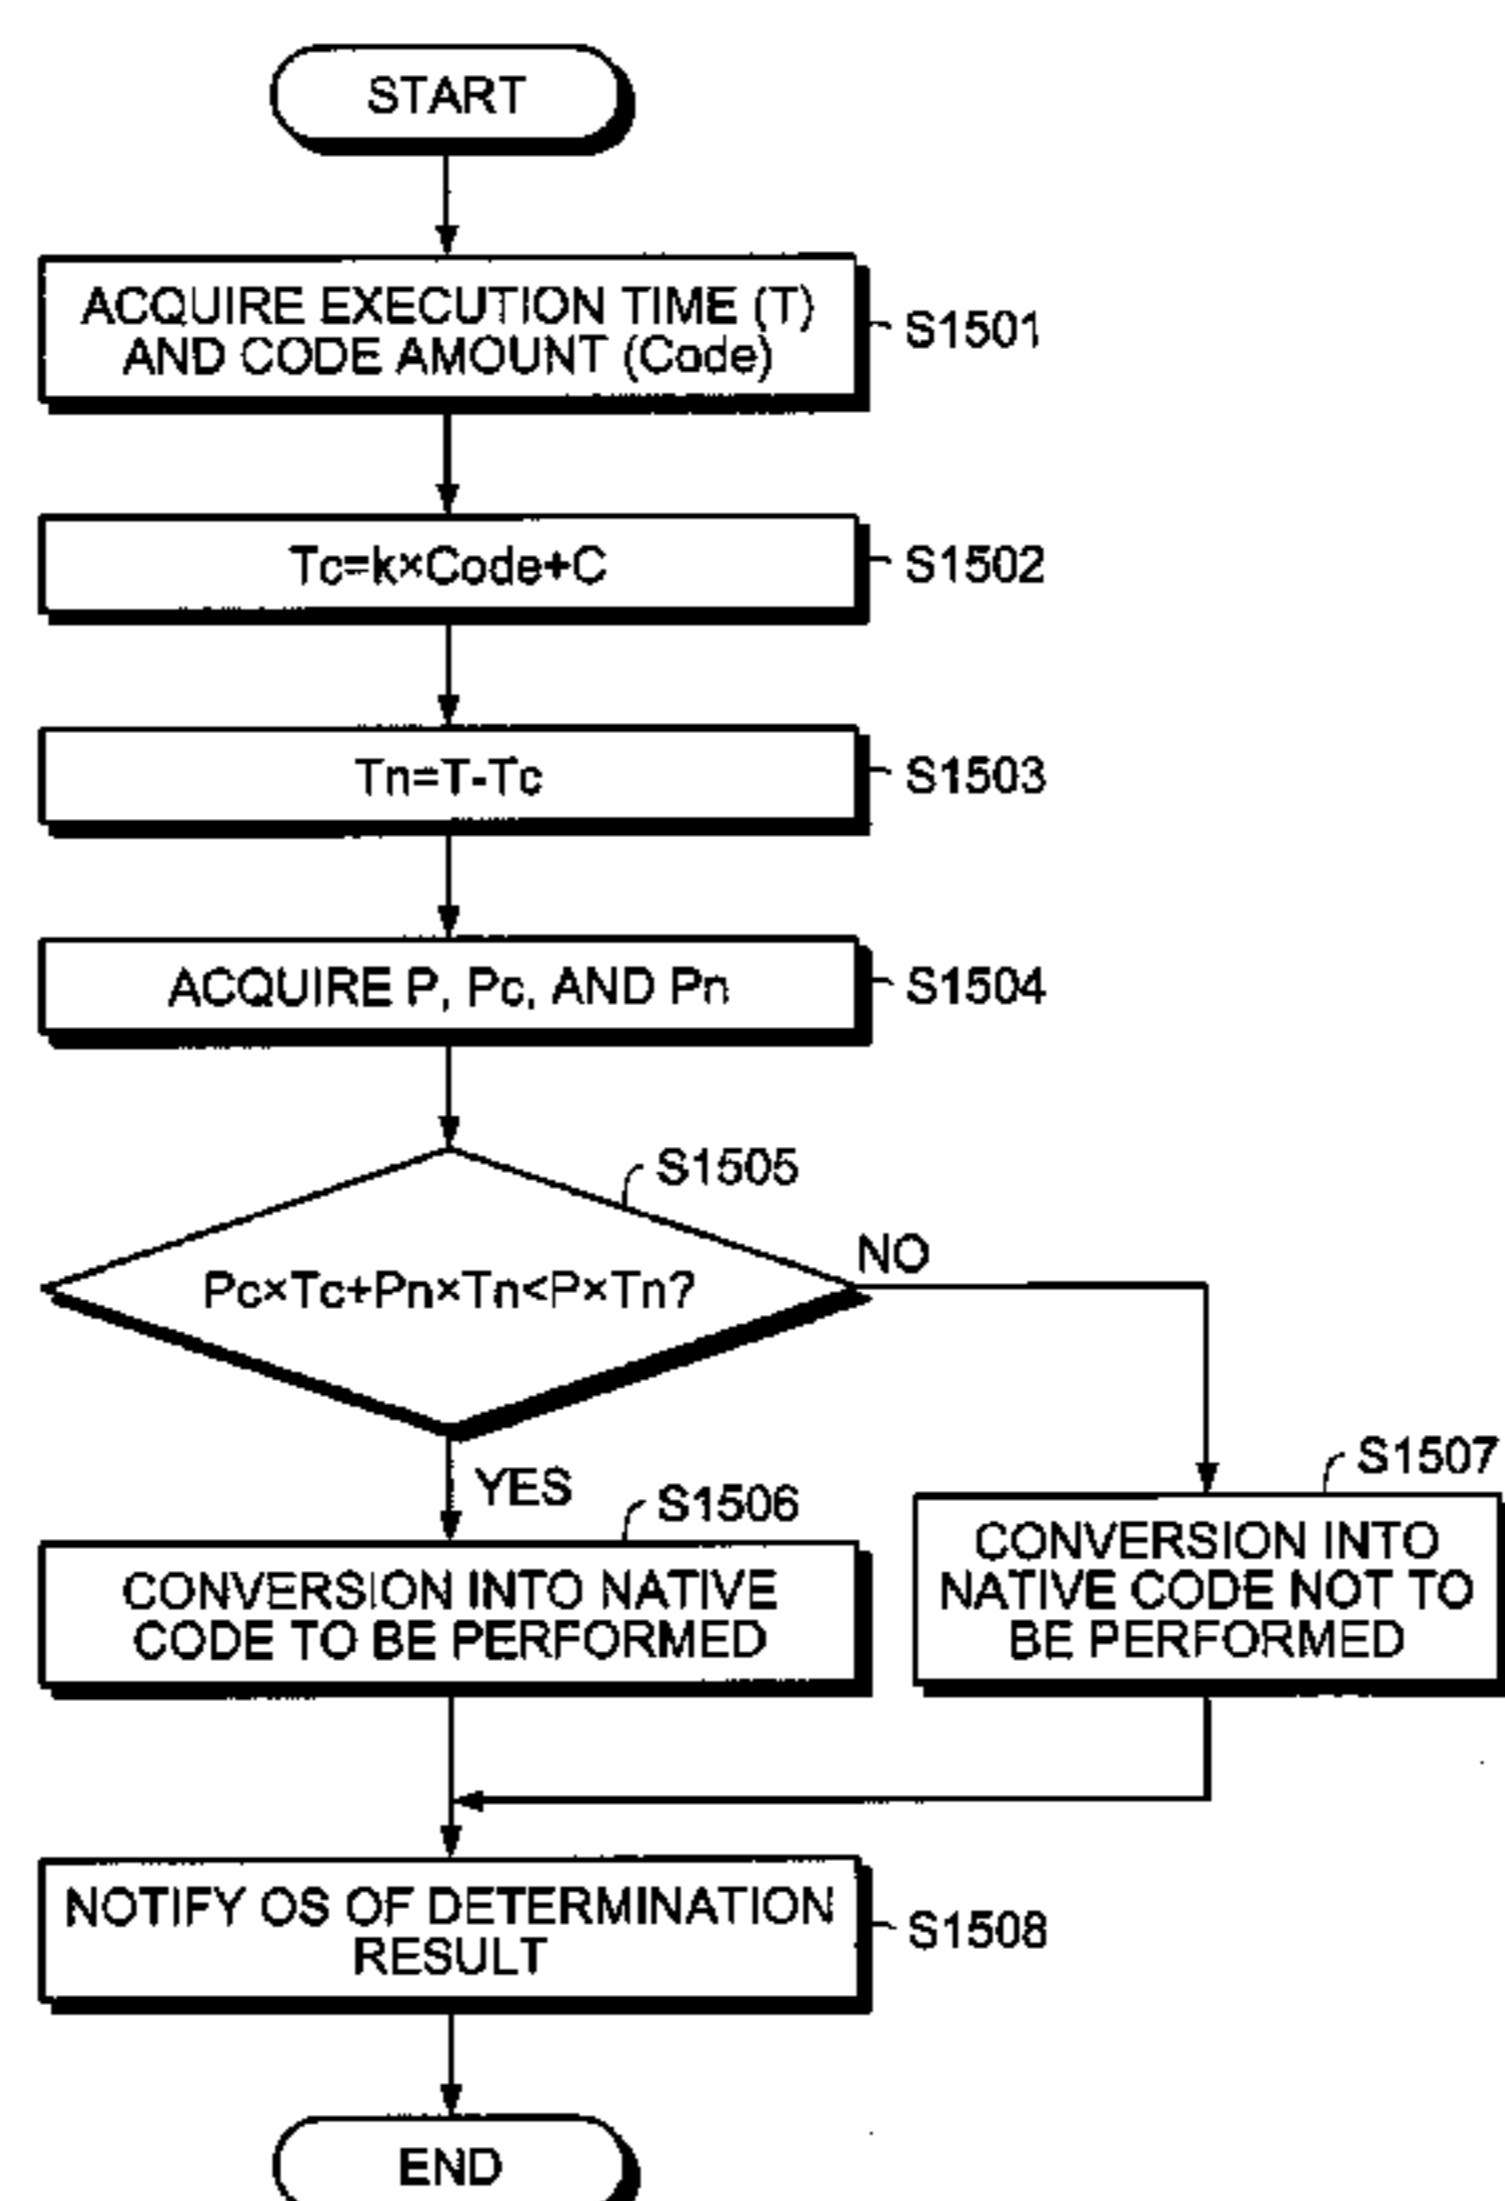 START
ACQUIRE EXECUTION TIME (T)
AND CODE AMOUNT (Code)
S1501
Tc=k×Code+C
S1502
Tn=T-Tc
S1503
ACQUIRE P, Pc, AND Pn
S1504
S1505
Pc×Tc+Pn×Tn<P×Tn?
NO
YES
S1506
CONVERSION INTO NATIVE
CODE TO BE PERFORMED
S1507
CONVERSION INTO
NATIVE CODE NOT TO
BE PERFORMED
NOTIFY OS OF DETERMINATION
RESULT
S1508
END